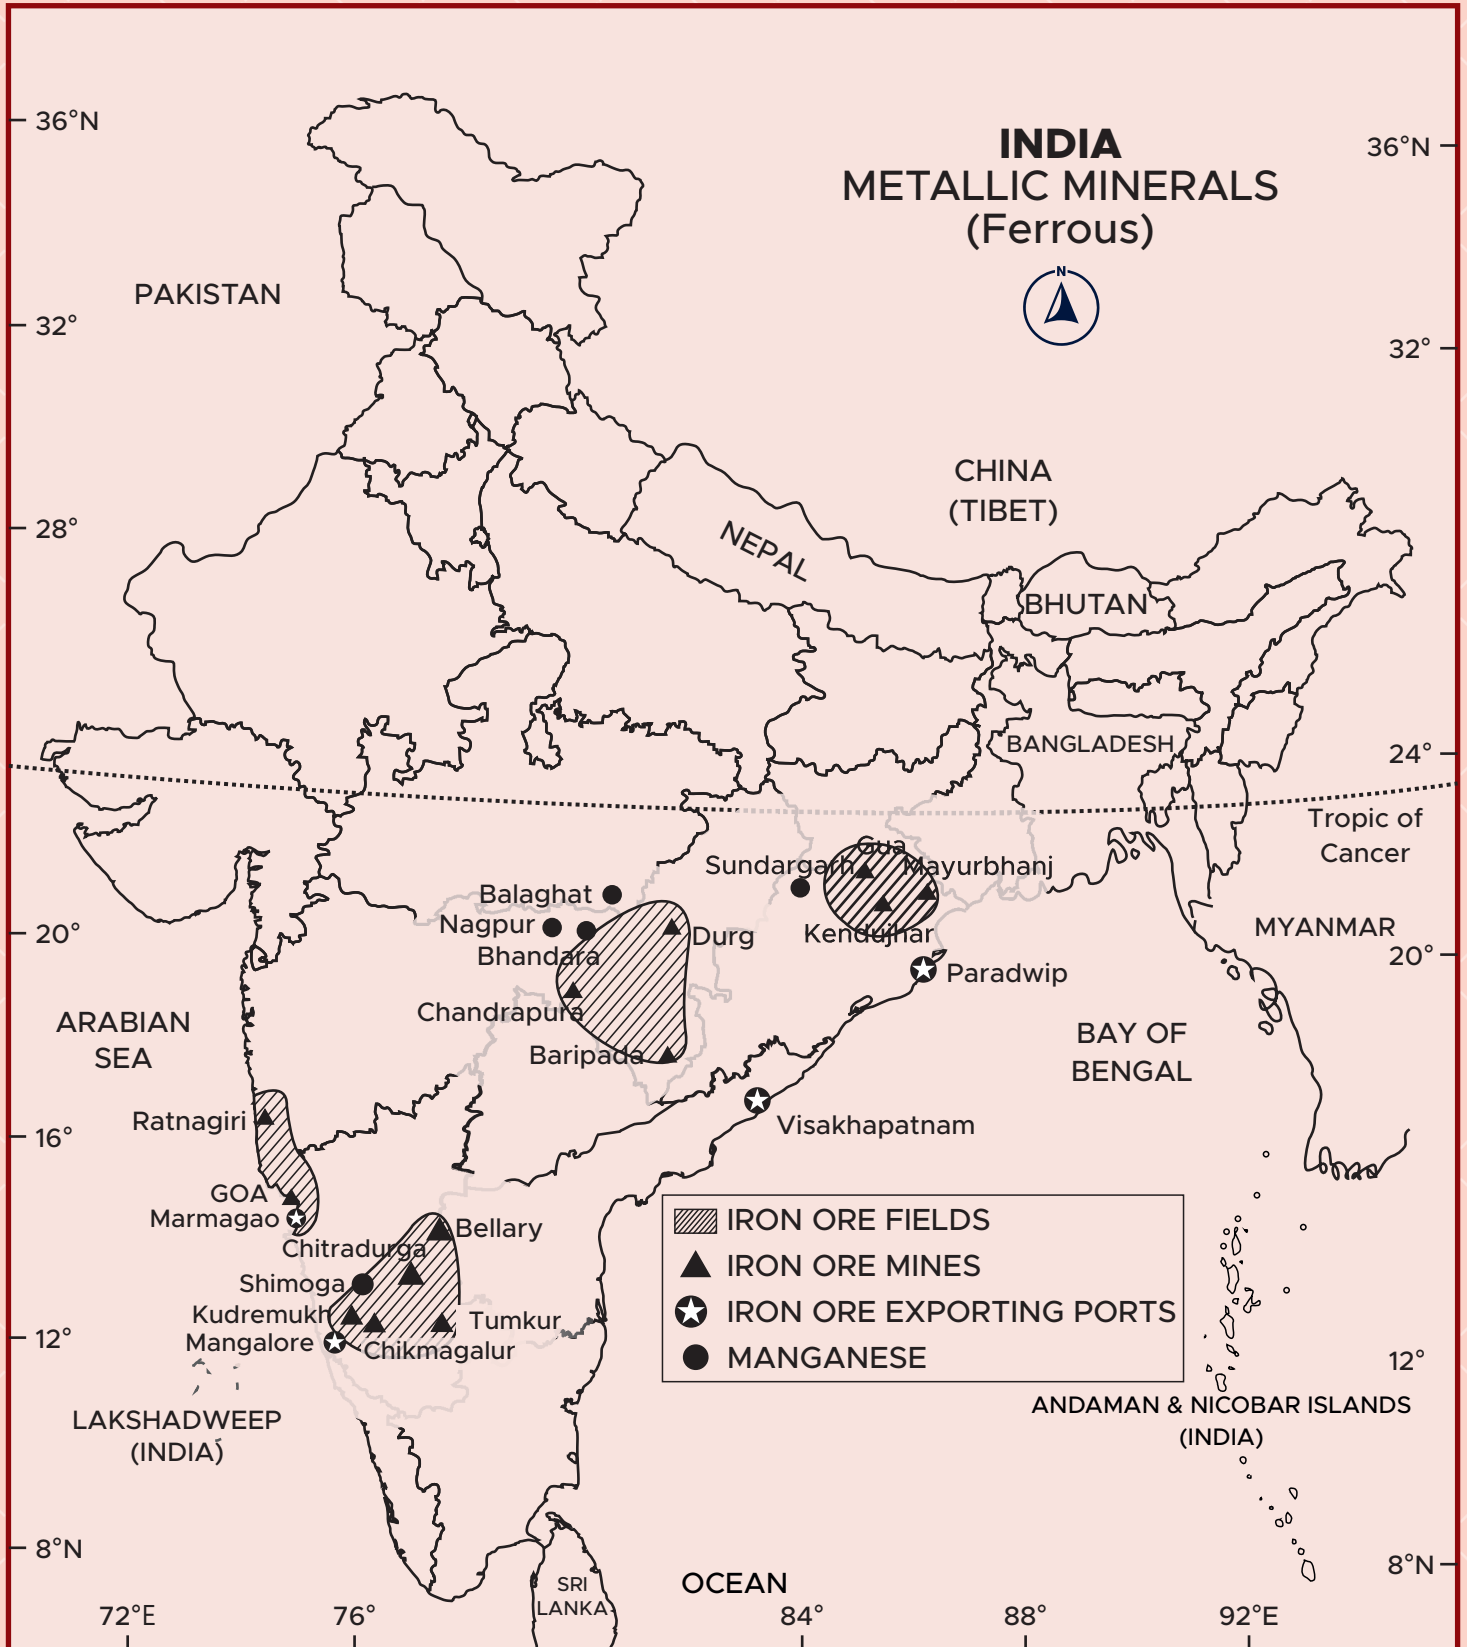 INDIA
METALLIC MINERALS
(Ferrous)
N
36°N
36°N
PAKISTAN
32°
32°
CHINA
(TIBET)
28°
NEPAL
BHUTAN
BANGLADESH
24°
Tropic of
Cancer
Gua
Sundargarh
Mayurbhanj
Balaghat
Nagpur
Durg
Kendujhar
20°
MYANMAR
Bhandara
20°
Paradwip
Chandrapura
ARABIAN
SEA
BAY OF
BENGAL
Baripada
Ratnagiri
Visakhapatnam
16°
GOA
Marmagao
Bellary
Chitradurga
Shimoga
Kudremukh
Tumkur
Mangalore
Chikmagalur
12°
IRON ORE FIELDS
IRON ORE MINES
IRON ORE EXPORTING PORTS
MANGANESE
12°
ANDAMAN & NICOBAR ISLANDS
(INDIA)
LAKSHADWEEP
(INDIA)
8°N
8°N
SRI
LANKA
OCEAN
72°E
76°
84°
88°
92°E